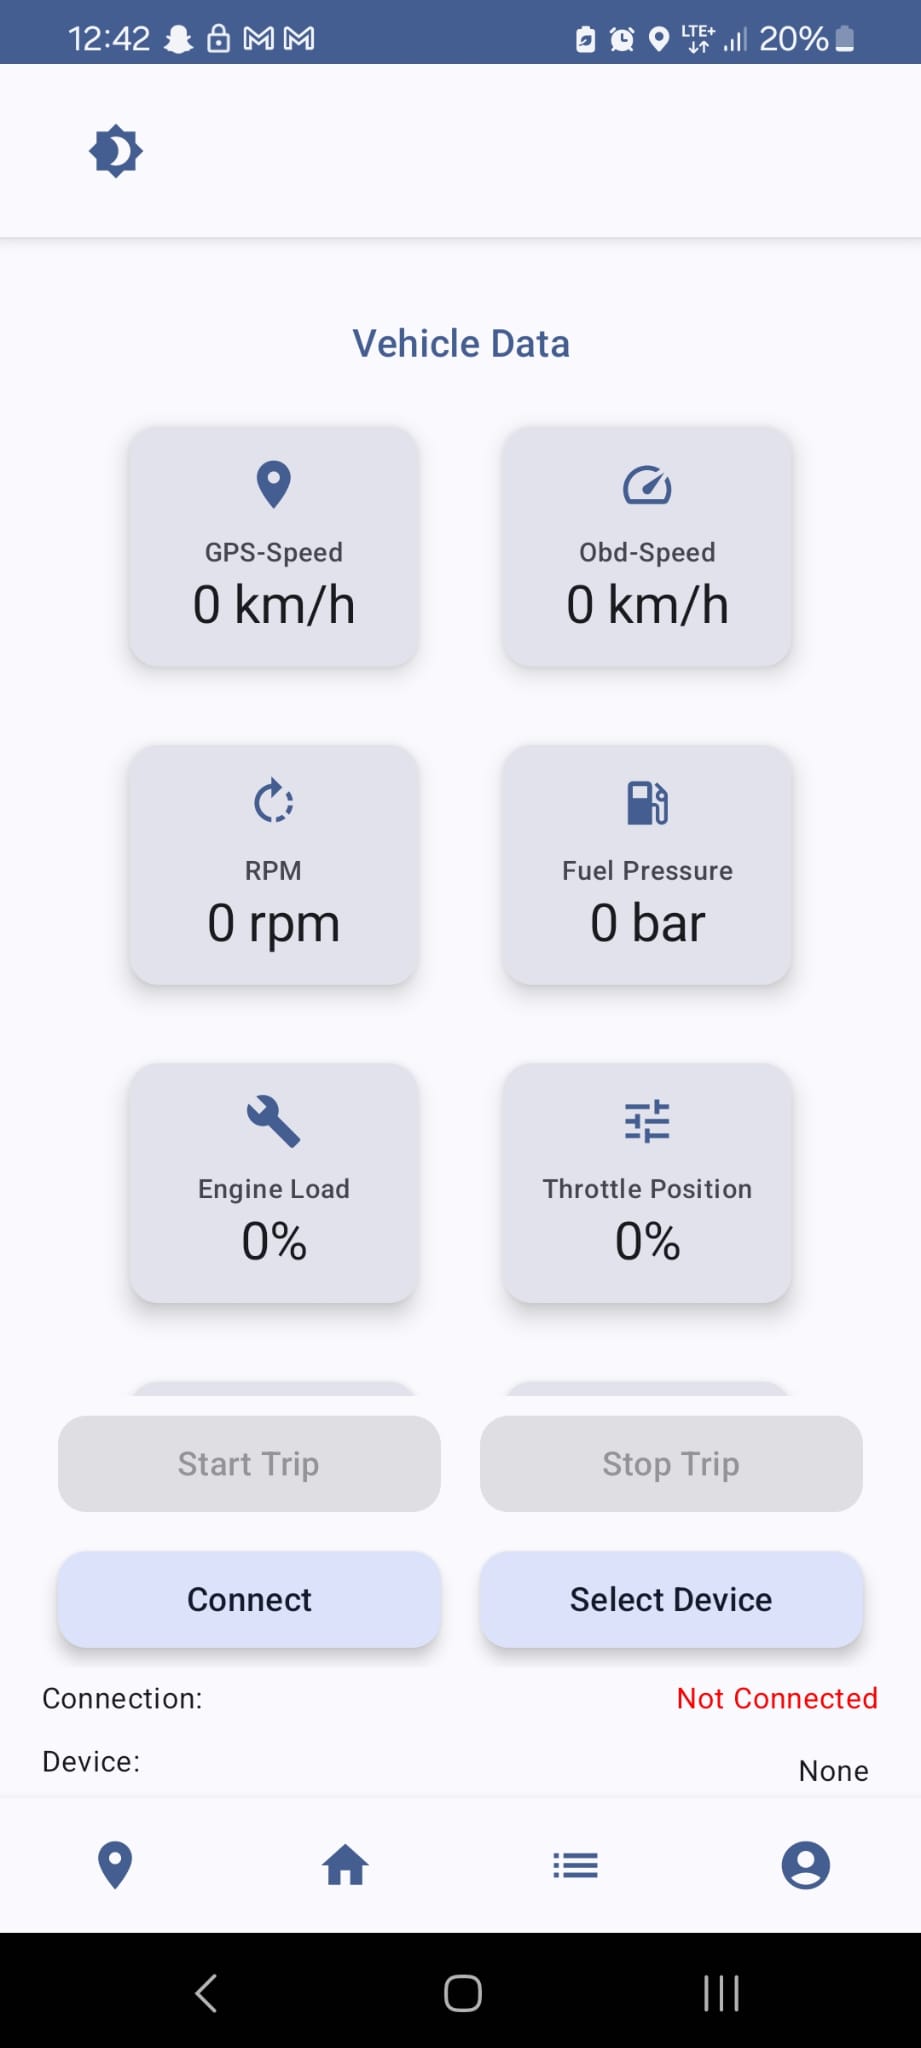 12:42
LTE+
20%
Vehicle Data
GPS-Speed
0 km/h
Obd-Speed
0 km/h
RPM
0 rpm
Fuel Pressure
0 bar
Engine Load
0%
Throttle Position
0%
Start Trip
Stop Trip
Connect
Select Device
Connection:
Not Connected
Device:
None